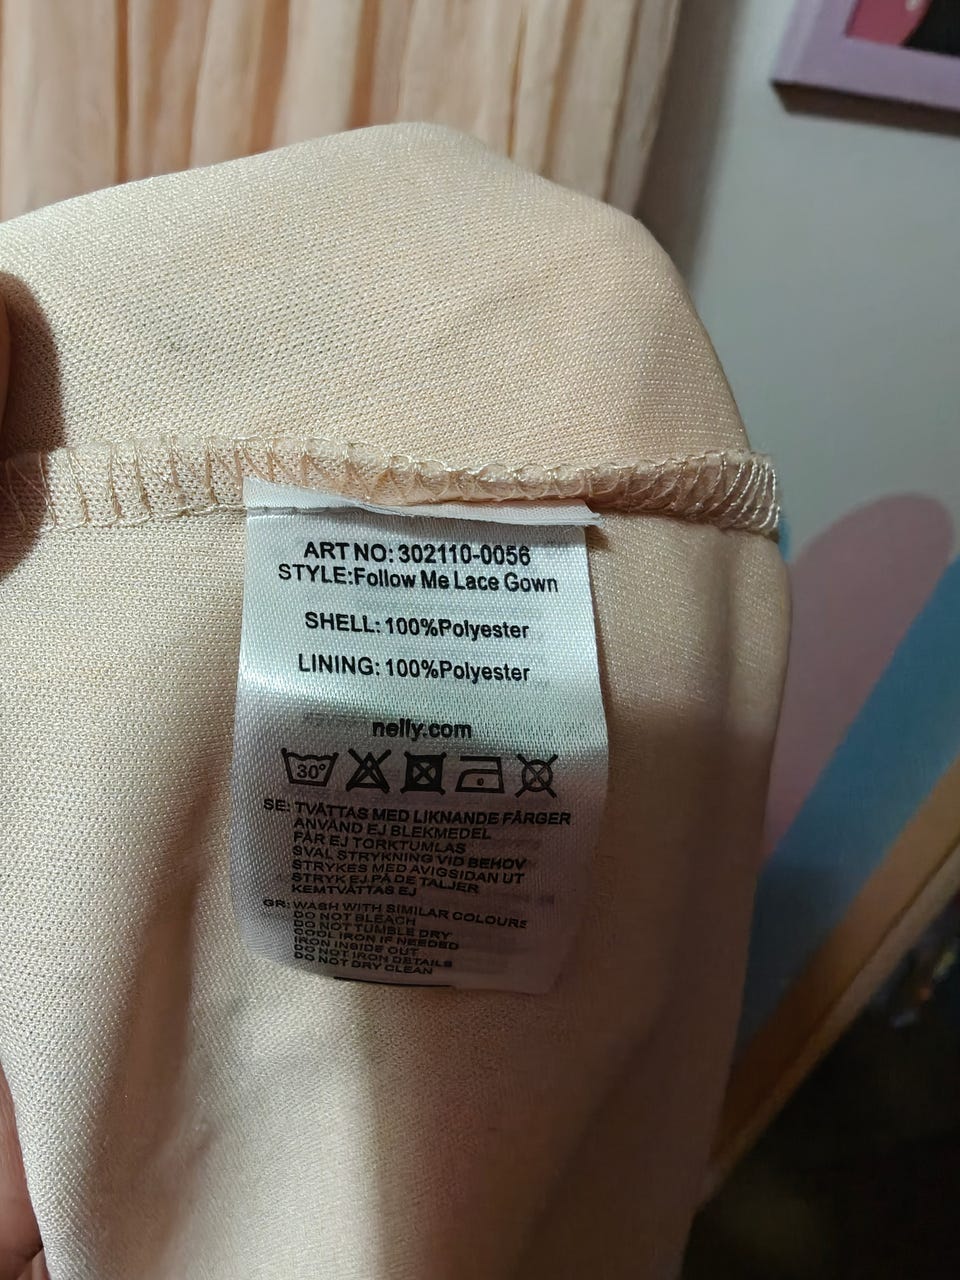 ART NO: 302110-0056
STYLE:Follow Me Lace Gown
SHELL: 100%Polyester
LINING: 100%Polyester
nelly.com
30°
SE: TVÄTTAS MED LIKNANDE FÄRGER
ANVÄND EJ BLEKMEDEL
FÅR EJ TORKTUMLAS
SVAL STRYKNING VID BEHOV
STRYKES MED AVIGSIDAN UT
STRYK EJ PÅ DE TALJER
KEMTVÄTTAS EJ
GR: WASH WITH SIMILAR COLOURS
DO NOT BLEACH
DO NOT TUMBLE DRY
COOL IRON IF NEEDED
IRON INSIDE OUT
DO NOT IRON DETAILS
DO NOT DRY CLEAN